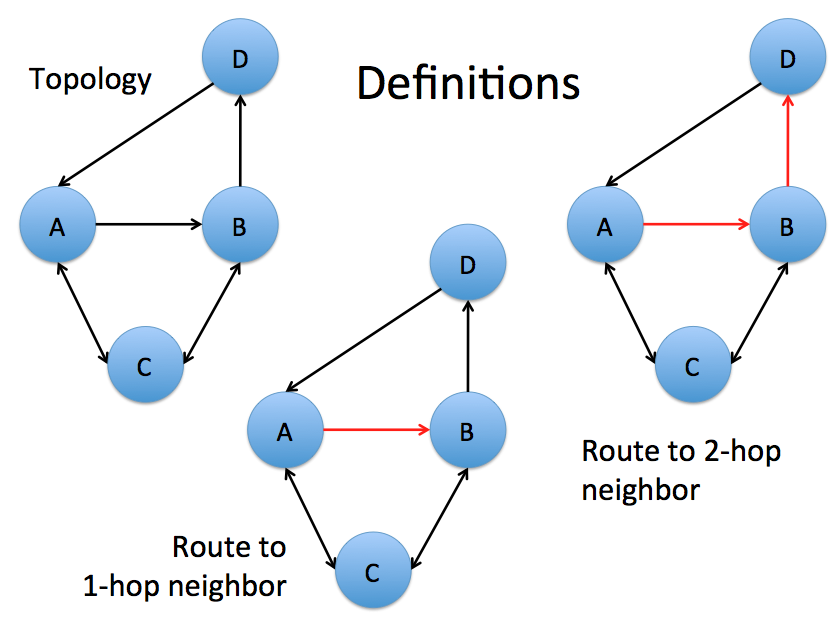 Definitions
Topology
D
A
B
C
D
A
B
C
Route to
1-hop neighbor
D
A
B
C
Route to 2-hop
neighbor